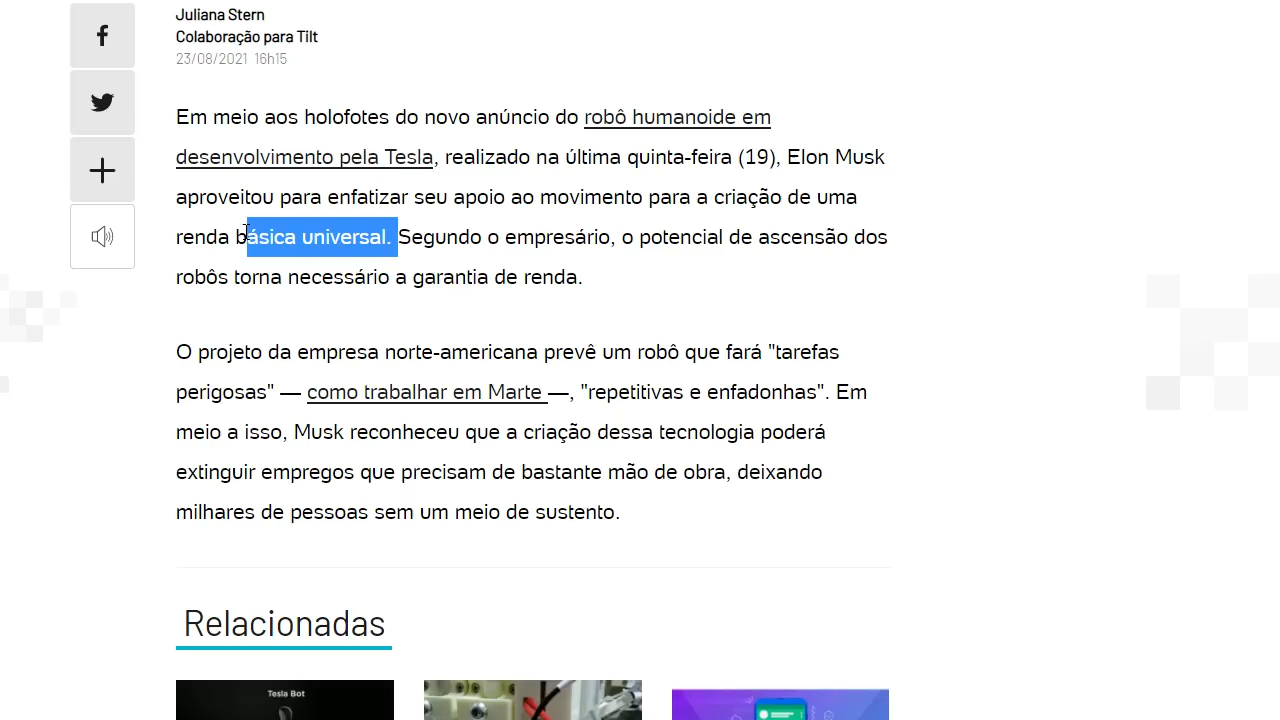 Juliana Stern
Colaboração para Tilt
23/08/2021 16h15
Em meio aos holofotes do novo anúncio do robô humanoide em
desenvolvimento pela Tesla, realizado na última quinta-feira (19), Elon Musk
aproveitou para enfatizar seu apoio ao movimento para a criação de uma
renda básica universal. Segundo o empresário, o potencial de ascensão dos
robôs torna necessário a garantia de renda.
O projeto da empresa norte-americana prevê um robô que fará "tarefas
perigosas" — como trabalhar em Marte —, "repetitivas e enfadonhas". Em
meio a isso, Musk reconheceu que a criação dessa tecnologia poderá
extinguir empregos que precisam de bastante mão de obra, deixando
milhares de pessoas sem um meio de sustento.
Relacionadas
Tesla Bot